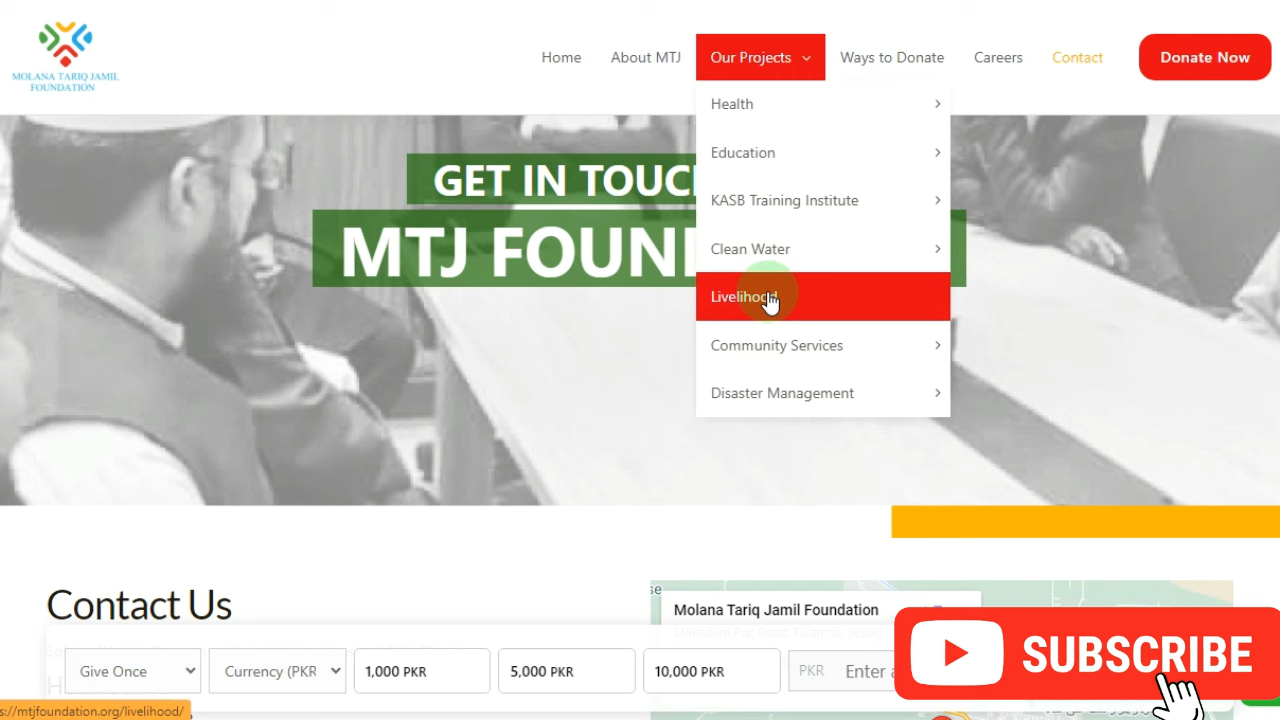 MOLANA TARIQ JAMIL
FOUNDATION
Home
About MTJ
Our Projects
Ways to Donate
Careers
Contact
Donate Now
Health
Education
KASB Training Institute
Clean Water
Livelihood
Community Services
Disaster Management
GET IN TOUC
MTJ FOUN
Contact Us
Molana Tariq Jamil Foundation
Give Once
Currency (PKR
1,000 PKR
5,000 PKR
10,000 PKR
PKR
Enter a
SUBSCRIBE
s://mtjfoundation.org/livelihood/